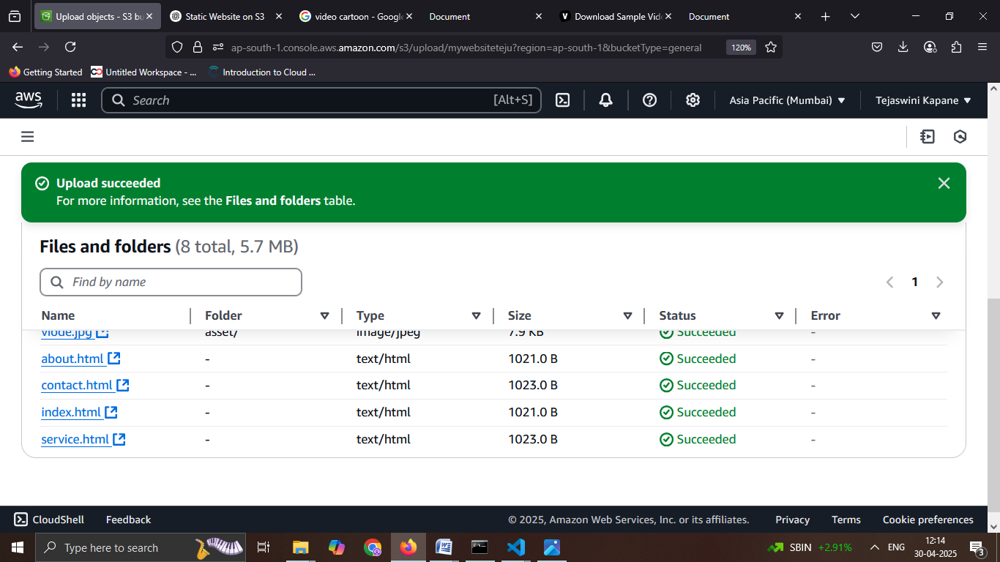 Upload objects - S3 bu
Static Website on S3
video cartoon - Google
Document
Download Sample Vide
Document
ap-south-1.console.aws.amazon.com/s3/upload/mywebsiteteju?region=ap-south-1&bucketType=general
120%
Getting Started
Untitled Workspace - ...
Introduction to Cloud ...
aws
Search
[Alt+S]
Asia Pacific (Mumbai)
Tejaswini Kapane
Upload succeeded
For more information, see the Files and folders table.
Files and folders (8 total, 5.7 MB)
Find by name
1
Name Folder Type Size Status Error
viode.jpg asset/ image/jpeg 7.9 KB Succeeded -
about.html - text/html 1021.0 B Succeeded -
contact.html - text/html 1023.0 B Succeeded -
index.html - text/html 1021.0 B Succeeded -
service.html - text/html 1023.0 B Succeeded -
CloudShell Feedback © 2025, Amazon Web Services, Inc. or its affiliates. Privacy Terms Cookie preferences
Type here to search
SBIN +2.91%
ENG
12:14
30-04-2025
3